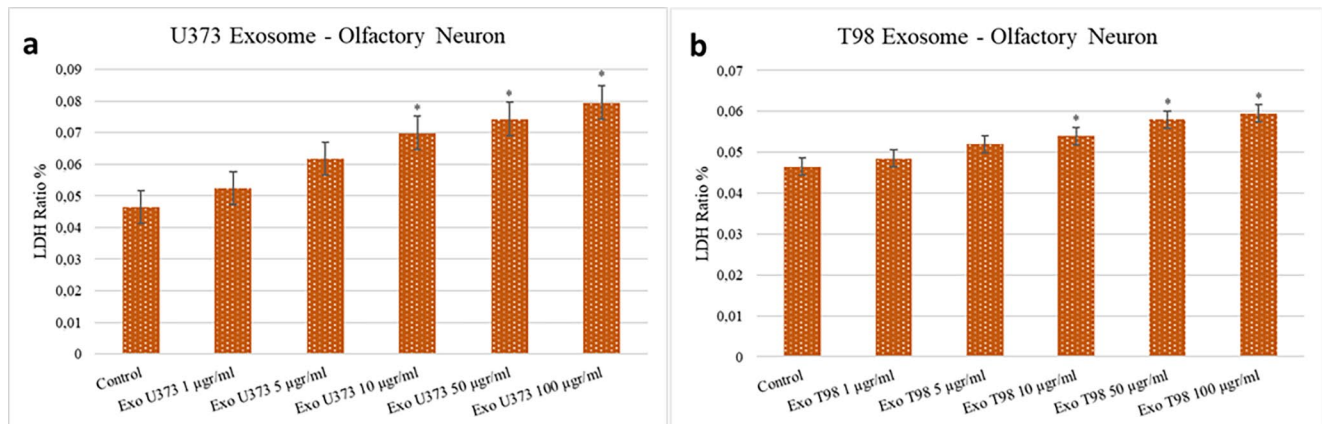 a
U373 Exosome - Olfactory Neuron
LDH Ratio %
0,09
0,08
0,07
0,06
0,05
0,04
0,03
0,02
0,01
0
*
*
*
Control
Exo U373 1 µgr/ml
Exo U373 5 µgr/ml
Exo U373 10 µgr/ml
Exo U373 50 µgr/ml
Exo U373 100 µgr/ml
b
T98 Exosome - Olfactory Neuron
LDH Ratio %
0,07
0,06
0,05
0,04
0,03
0,02
0,01
0
*
*
*
Control
Exo T98 1 µgr/ml
Exo T98 5 µgr/ml
Exo T98 10 µgr/ml
Exo T98 50 µgr/ml
Exo T98 100 µgr/ml